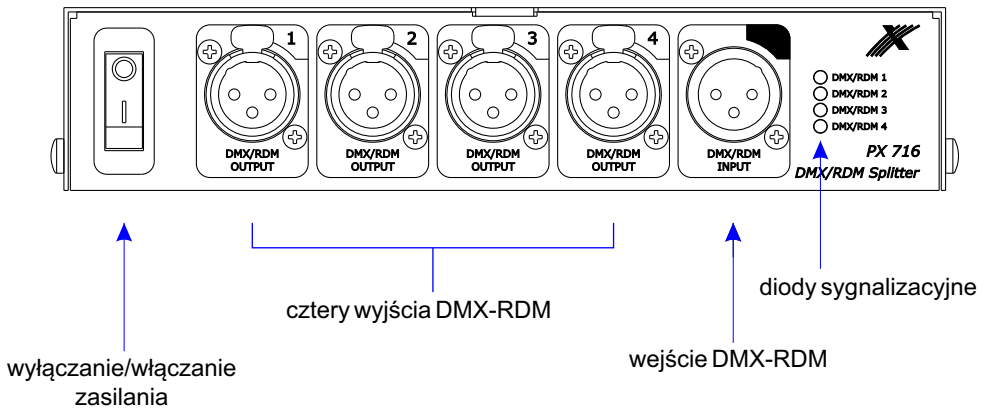 1
2
3
4
DMX/RDM
OUTPUT
DMX/RDM
OUTPUT
DMX/RDM
OUTPUT
DMX/RDM
OUTPUT
DMX/RDM
INPUT
DMX/RDM 1
DMX/RDM 2
DMX/RDM 3
DMX/RDM 4
PX 716
DMX/RDM Splitter
diody sygnalizacyjne
cztery wyjścia DMX-RDM
wejście DMX-RDM
wyłączanie/włączanie
zasilania